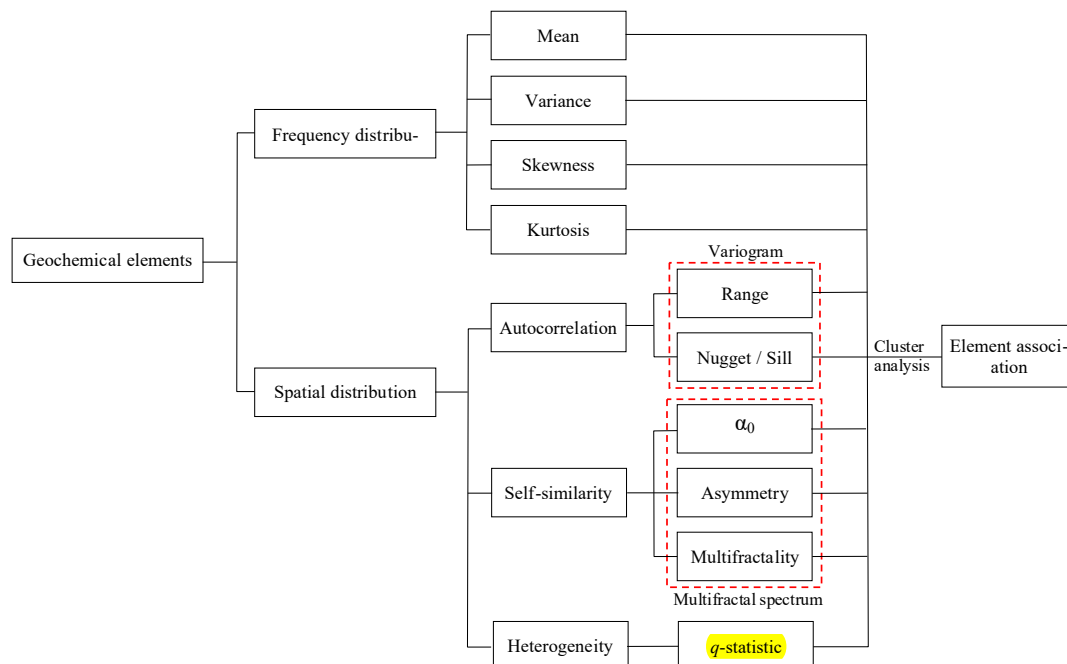 Mean
Variance
Frequency distribu-
Skewness
Kurtosis
Geochemical elements
Variogram
Range
Autocorrelation
Nugget / Sill
Cluster
analysis
Element associ-
ation
Spatial distribution
α₀
Self-similarity
Asymmetry
Multifractality
Multifractal spectrum
Heterogeneity
q-statistic